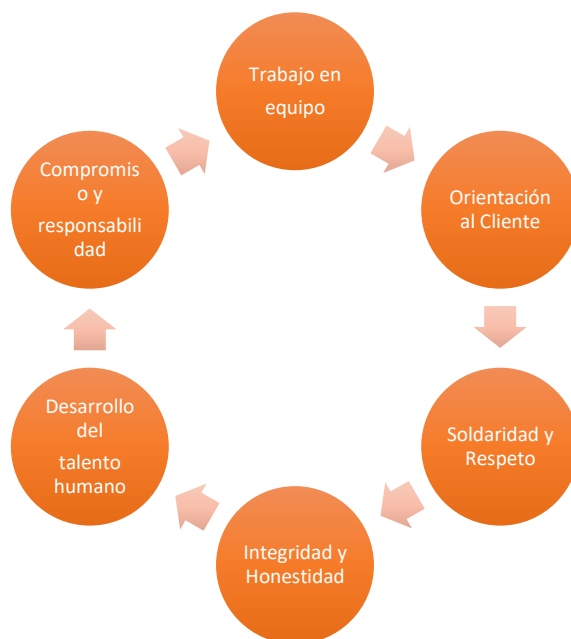 Trabajo en
equipo
Orientación
al Cliente
Soldaridad y
Respeto
Integridad y
Honestidad
Desarrollo
del
talento
humano
Compromis
o y
responsabili
dad